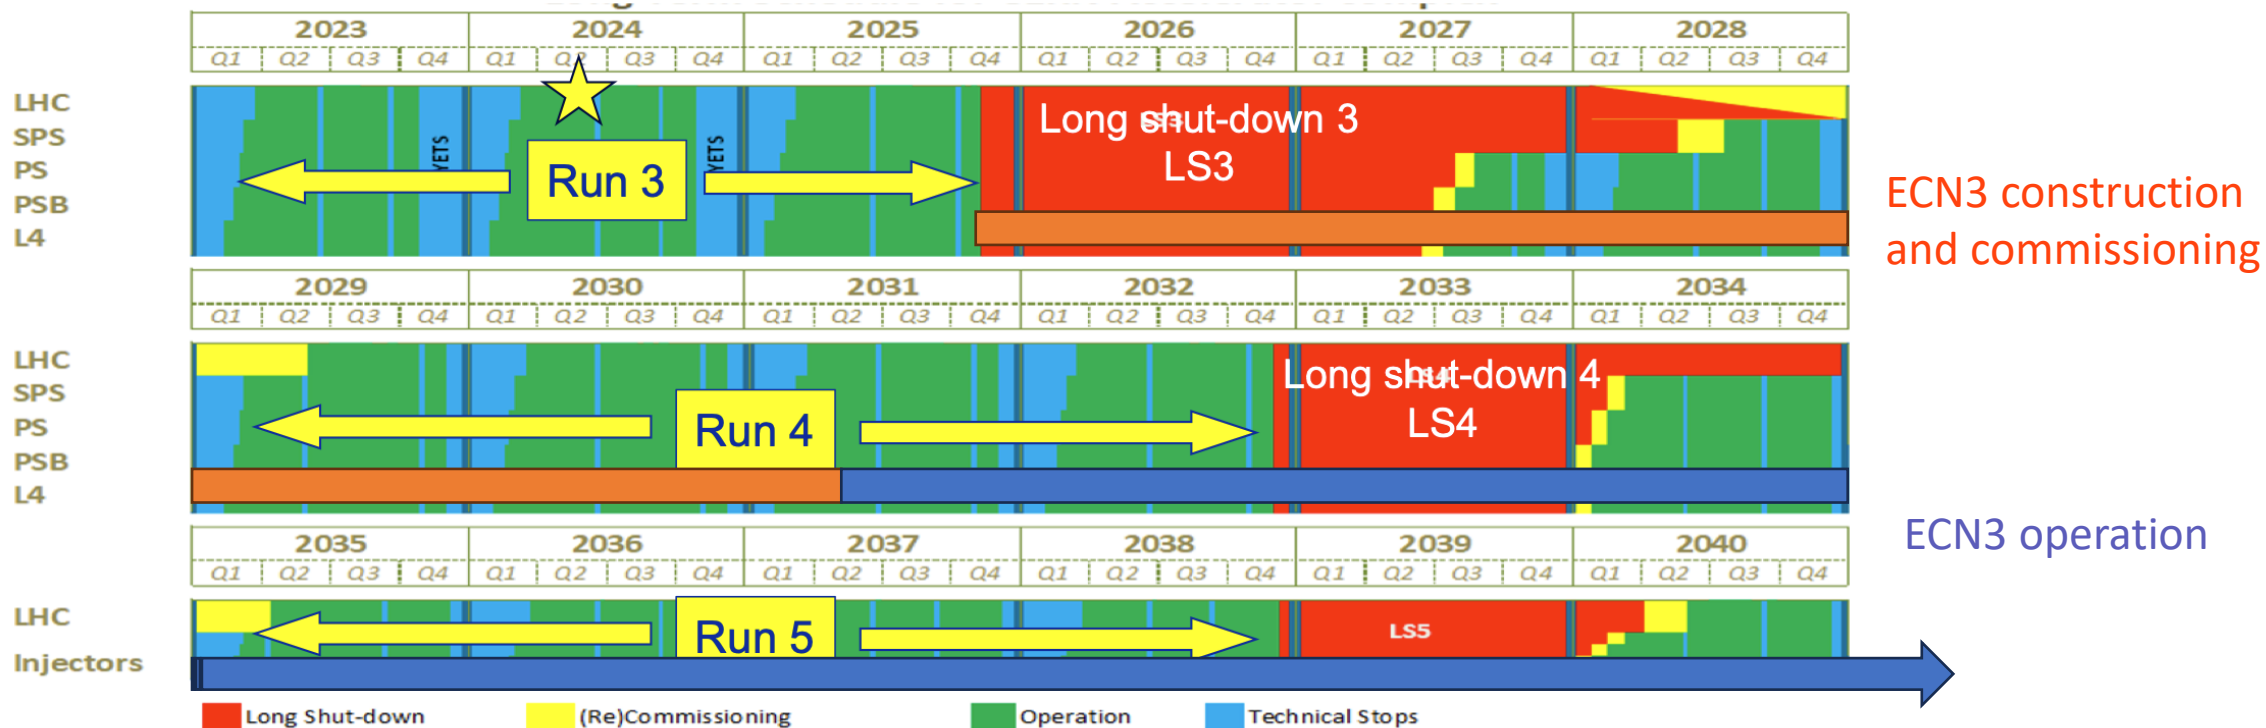 2023 2024 2025 2026 2027 2028
Q1 Q2 Q3 Q4 Q1 Q3 Q4 Q1 Q2 Q3 Q4 Q1 Q2 Q3 Q4 Q1 Q2 Q3 Q4 Q1 Q2 Q3 Q4
LHC
SPS
PS
PSB
L4
YETS
YETS
Run 3
Long shut-down 3
LS3
ECN3 construction
and commissioning
2029 2030 2031 2032 2033 2034
Q1 Q2 Q3 Q4 Q1 Q2 Q3 Q4 Q1 Q2 Q3 Q4 Q1 Q2 Q3 Q4 Q1 Q2 Q3 Q4 Q1 Q2 Q3 Q4
LHC
SPS
PS
PSB
L4
Run 4
Long shut-down 4
LS4
ECN3 operation
2035 2036 2037 2038 2039 2040
Q1 Q2 Q3 Q4 Q1 Q2 Q3 Q4 Q1 Q2 Q3 Q4 Q1 Q2 Q3 Q4 Q1 Q2 Q3 Q4 Q1 Q2 Q3 Q4
LHC
Injectors
Run 5
LS5
Long Shut-down (Re)Commissioning Operation Technical Stops